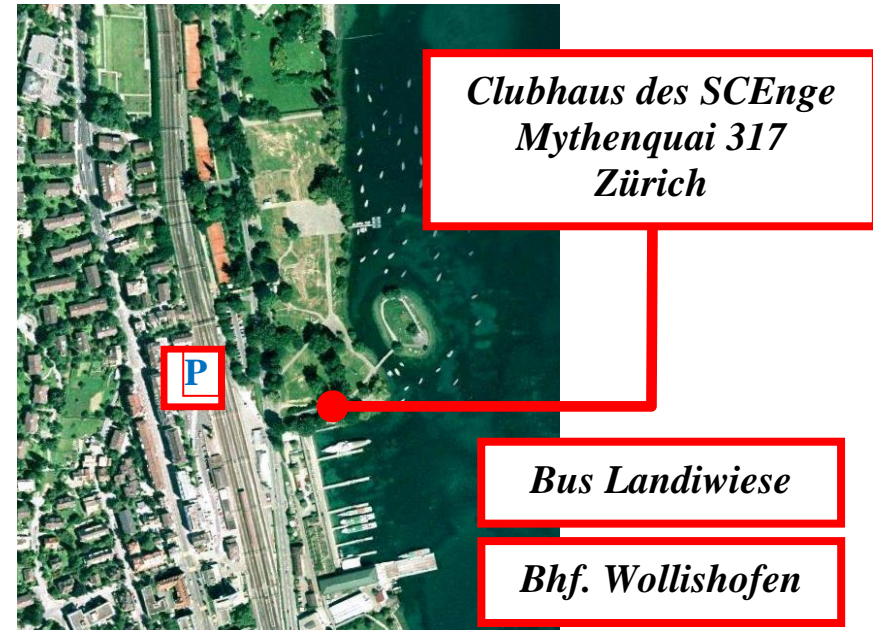 Clubhaus des SCEnge
Mythenquai 317
Zürich
P
Bus Landiwiese
Bhf. Wollishofen